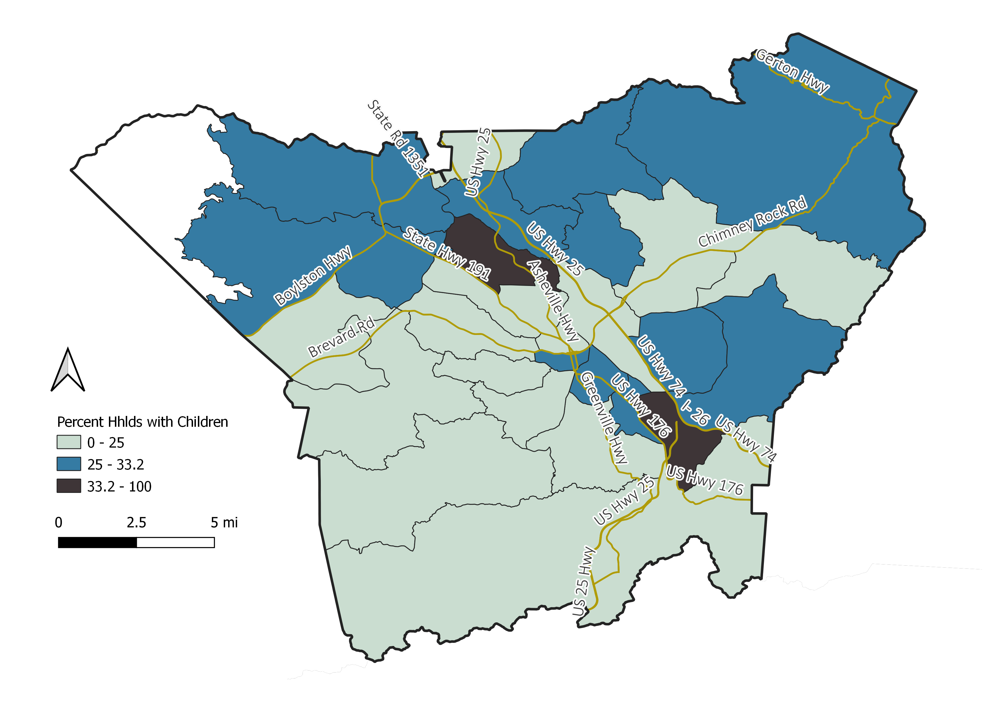 Gerton Hwy
State Rd 1351
US Hwy 25
Chimney Rock Rd
US Hwy 25
State Hwy 191
Boylston Hwy
Asheville Hwy
Brevard Rd
US Hwy 74
US Hwy 176
Greenville Hwy
I- 26
US Hwy 74
US Hwy 176
US Hwy 25
US 25 Hwy
Percent Hhlds with Children
0 - 25
25 - 33.2
33.2 - 100
0 2.5 5 mi